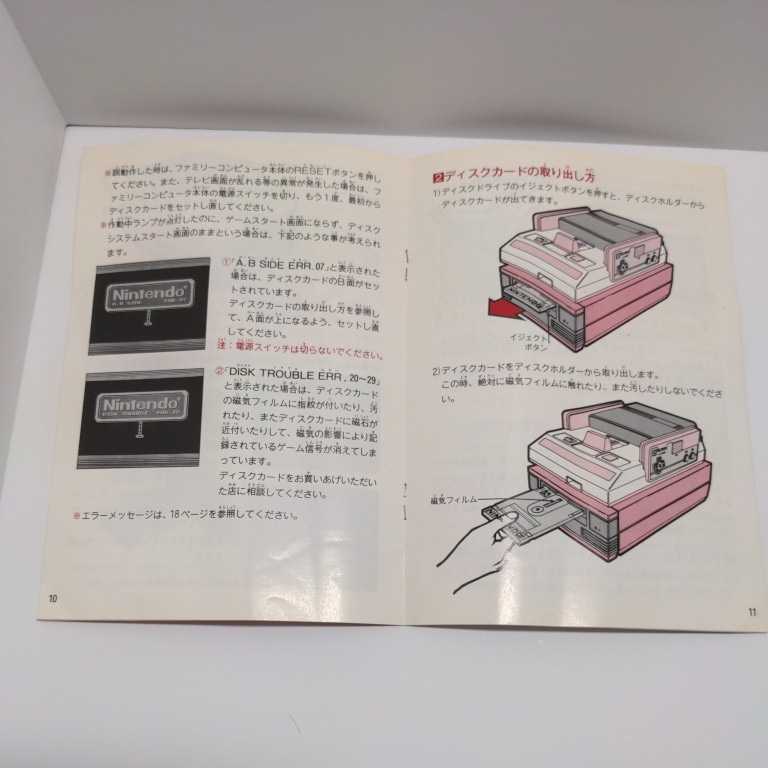 ※誤動作した時は、ファミリーコンピュータ本体のRESETボタンを押し
てください。また、テレビ画面が乱れる等の異常が発生した場合は、フ
ァミリーコンピュータ本体の電源スイッチを切り、もう1度、最初から
ディスクカードをセットし直してください。
※作動中ランプが点灯したのに、ゲームスタート画面にならず、ディスク
システムスタート画面のままという場合は、下記のような事が考えられ
ます。
Nintendo®
A.B SIDE ERR.07
①「A.B SIDE ERR.07」と表示された
場合は、ディスクカードのB面がセッ
トされています。
ディスクカードの取り出し方を参照し
て、A面が上になるよう、セットし直
してください。
注：電源スイッチは切らないでください。
Nintendo®
DISK TROUBLE ERR.20
②「DISK TROUBLE ERR.20~29」
と表示された場合は、ディスクカード
の磁気フィルムに指紋が付いたり、汚
れたり、またディスクカードに磁石が
近付いたりして、磁気の影響により記
録されているゲーム信号が消えてしま
っています。
ディスクカードをお買いあげいただい
た店に相談してください。
※エラーメッセージは、18ページを参照してください。
10
2 ディスクカードの取り出し方
1)ディスクドライブのイジェクトボタンを押すと、ディスクホルダーから
ディスクカードが出てきます。
NINTENDO
イジェクト
ボタン
2)ディスクカードをディスクホルダーから取り出します。
この時、絶対に磁気フィルムに触れたり、また汚したりしないでくださ
い。
磁気フィルム
11